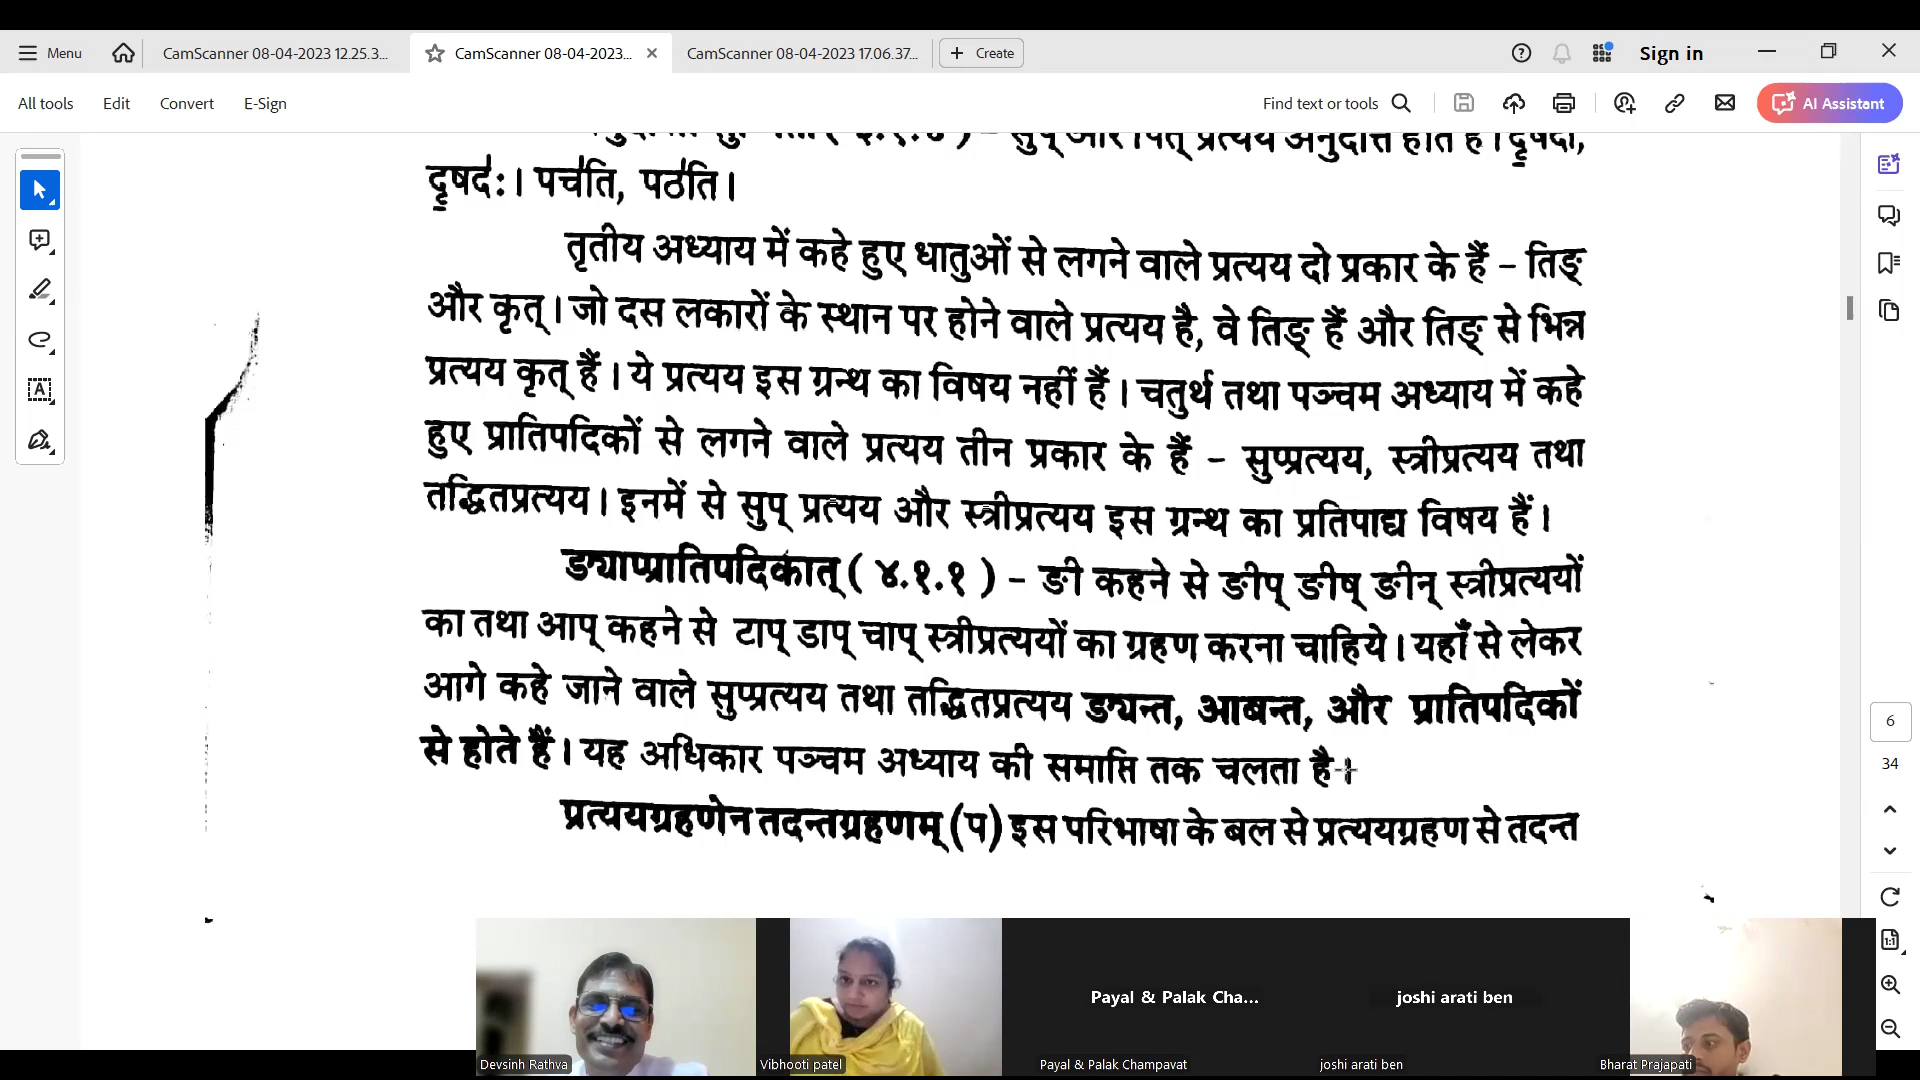 Menu
CamScanner 08-04-2023 12.25.3...
CamScanner 08-04-2023...
CamScanner 08-04-2023 17.06.37...
Create
Sign in
All tools
Edit
Convert
E-Sign
Find text or tools
AI Assistant
सुप् और पित् प्रत्यय अनुदात्त होते हैं।
दृषदः। पचति, पठति।
तृतीय अध्याय में कहे हुए धातुओं से लगने वाले प्रत्यय दो प्रकार के हैं – तिङ्
और कृत्। जो दस लकारों के स्थान पर होने वाले प्रत्यय है, वे तिङ् हैं और तिङ् से भिन्न
प्रत्यय कृत् हैं। ये प्रत्यय इस ग्रन्थ का विषय नहीं हैं। चतुर्थ तथा पञ्चम अध्याय में कहे
हुए प्रातिपदिकों से लगने वाले प्रत्यय तीन प्रकार के हैं – सुप्प्रत्यय, स्त्रीप्रत्यय तथा
तद्धितप्रत्यय। इनमें से सुप् प्रत्यय और स्त्रीप्रत्यय इस ग्रन्थ का प्रतिपाद्य विषय हैं।
ङ्याप्प्रातिपदिकात् ( ४.१.१ ) – ङी कहने से ङीप् ङीष् ङीन् स्त्रीप्रत्ययों
का तथा आप् कहने से टाप् डाप् चाप् स्त्रीप्रत्ययों का ग्रहण करना चाहिये। यहाँ से लेकर
आगे कहे जाने वाले सुप्प्रत्यय तथा तद्धितप्रत्यय ङ्यन्त, आबन्त, और प्रातिपदिकों
से होते हैं। यह अधिकार पञ्चम अध्याय की समाप्ति तक चलता है।
प्रत्ययग्रहणेन तदन्तग्रहणम् (प) इस परिभाषा के बल से प्रत्ययग्रहण से तदन्त
6
34
1:1
Payal & Palak Cha...
joshi arati ben
Devsinh Rathva
Vibhooti patel
Payal & Palak Champavat
joshi arati ben
Bharat Prajapati